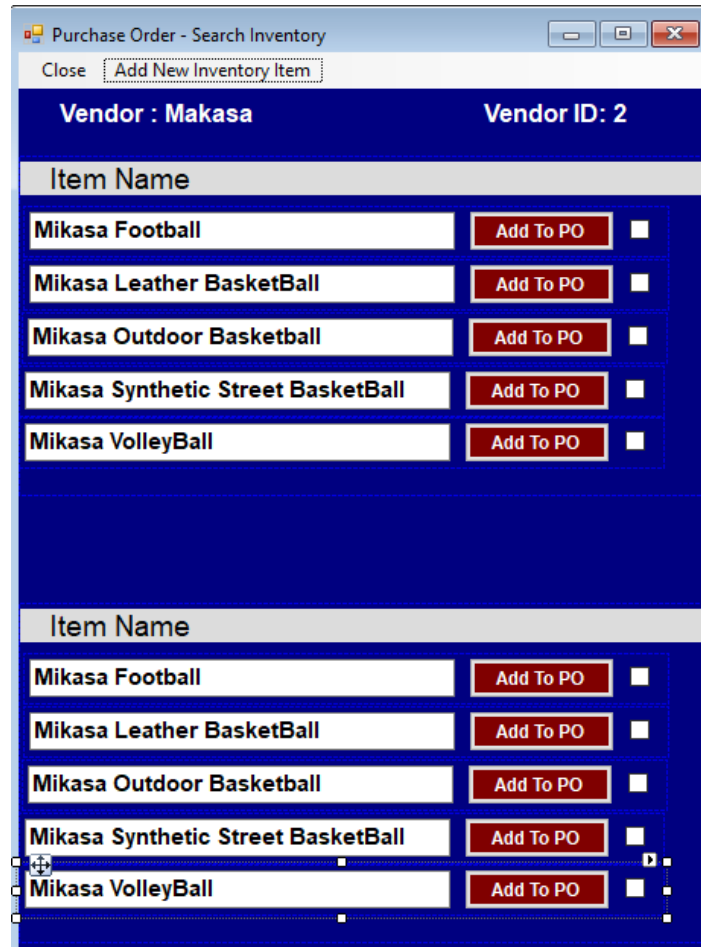 Purchase Order - Search Inventory
Close Add New Inventory Item
Vendor : Makasa Vendor ID: 2
Item Name
Mikasa Football Add To PO
Mikasa Leather BasketBall Add To PO
Mikasa Outdoor Basketball Add To PO
Mikasa Synthetic Street BasketBall Add To PO
Mikasa VolleyBall Add To PO
Item Name
Mikasa Football Add To PO
Mikasa Leather BasketBall Add To PO
Mikasa Outdoor Basketball Add To PO
Mikasa Synthetic Street BasketBall Add To PO
Mikasa VolleyBall Add To PO